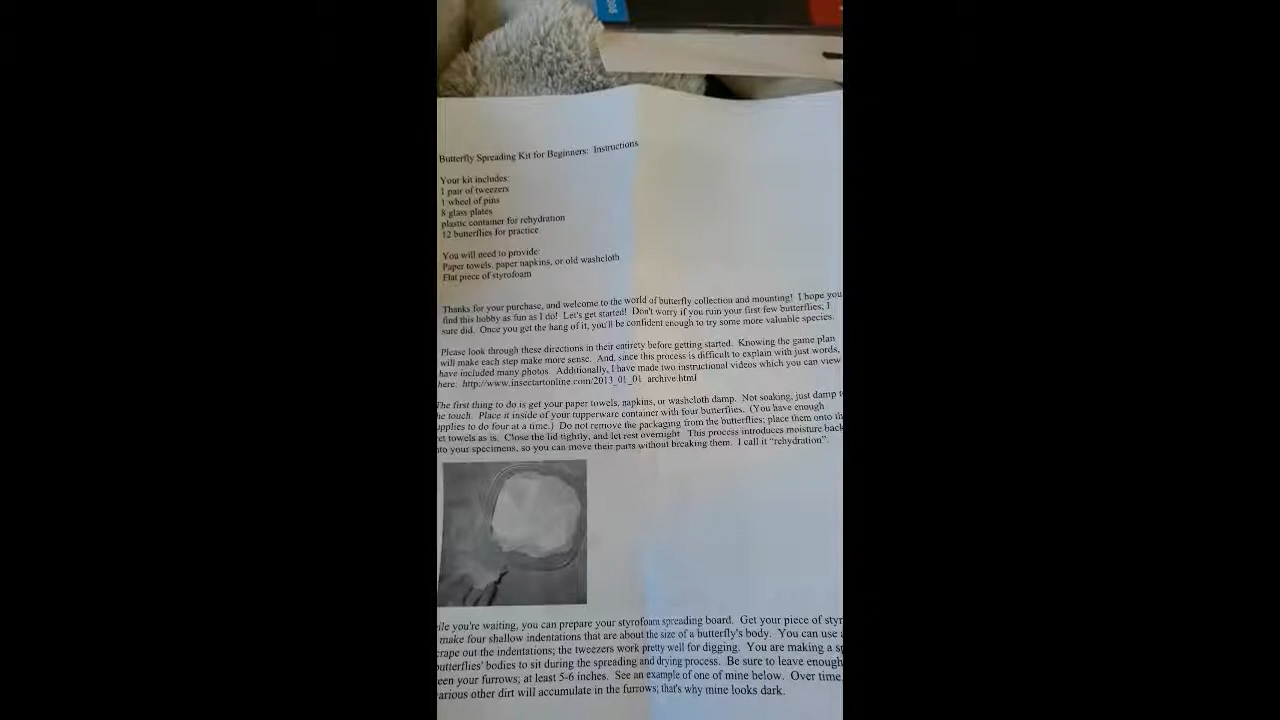 Butterfly Spreading Kit for Beginners: Instructions
Your kit includes:
1 pair of tweezers
1 wheel of pins
8 glass plates
plastic container for rehydration
12 butterflies for practice
You will need to provide:
Paper towels, paper napkins, or old washcloth
Flat piece of styrofoam
Thanks for your purchase, and welcome to the world of butterfly collection and mounting! I hope you
find this hobby as fun as I do! Let's get started! Don't worry if you ruin your first few butterflies; I
sure did. Once you get the hang of it, you'll be confident enough to try some more valuable species.
Please look through these directions in their entirety before getting started. Knowing the game plan
will make each step make more sense. And, since this process is difficult to explain with just words,
have included many photos. Additionally, I have made two instructional videos which you can view
here: http://www.insectartonline.com/2013_01_01_archive.html
The first thing to do is get your paper towels, napkins, or washcloth damp. Not soaking, just damp t
he touch. Place it inside of your tupperware container with four butterflies. (You have enough
upplies to do four at a time.) Do not remove the packaging from the butterflies; place them onto th
et towels as is. Close the lid tightly, and let rest overnight. This process introduces moisture back
to your specimens, so you can move their parts without breaking them. I call it "rehydration".
ile you're waiting, you can prepare your styrofoam spreading board. Get your piece of styr
make four shallow indentations that are about the size of a butterfly's body. You can use a
rape out the indentations; the tweezers work pretty well for digging. You are making a sp
utterflies' bodies to sit during the spreading and drying process. Be sure to leave enough
een your furrows; at least 5-6 inches. See an example of one of mine below. Over time,
arious other dirt will accumulate in the furrows; that's why mine looks dark.